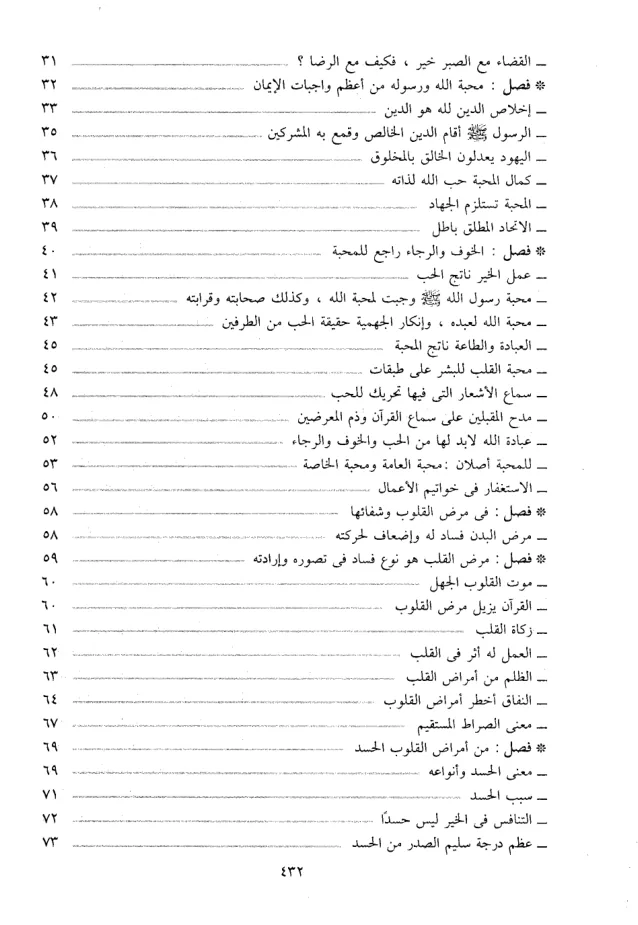 ـ القضاء مع الصبر خير ، فكيف مع الرضا ؟ ٣١
* فصل : محبة الله ورسوله من أعظم واجبات الإيمان ٣٢
ـ إخلاص الدين لله هو الدين ٣٣
ـ الرسول ﷺ أقام الدين الخالص وقمع به المشركين ٣٥
ـ اليهود يعدلون الخالق بالمخلوق ٣٦
ـ كمال المحبة حب الله لذاته ٣٧
ـ المحبة تستلزم الجهاد ٣٨
ـ الاتحاد المطلق باطل ٣٩
* فصل : الخوف والرجاء راجع للمحبة ٤٠
ـ عمل الخير ناتج الحب ٤١
ـ محبة رسول الله ﷺ وجبت لمحبة الله ، وكذلك صحابته وقرابته ٤٢
ـ محبة الله لعبده ، وإنكار الجهمية حقيقة الحب من الطرفين ٤٣
ـ العبادة والطاعة ناتج المحبة ٤٥
ـ محبة القلب للبشر على طبقات ٤٥
ـ سماع الأشعار التى فيها تحريك للحب ٤٨
ـ مدح المقبلين على سماع القرآن وذم المعرضين ٥٠
ـ عبادة الله لابد لها من الحب والخوف والرجاء ٥٢
ـ للمحبة أصلان :محبة العامة ومحبة الخاصة ٥٣
ـ الاستغفار فى خواتيم الأعمال ٥٦
* فصل : فى مرض القلوب وشفائها ٥٨
ـ مرض البدن فساد له وإضعاف لحركته ٥٨
* فصل : مرض القلب هو نوع فساد فى تصوره وإرادته ٥٩
ـ موت القلوب الجهل ٦٠
ـ القرآن يزيل مرض القلوب ٦٠
ـ زكاة القلب ٦١
ـ العمل له أثر فى القلب ٦٢
ـ الظلم من أمراض القلب ٦٣
ـ النفاق أخطر أمراض القلوب ٦٤
ـ معنى الصراط المستقيم ٦٧
* فصل : من أمراض القلوب الحسد ٦٩
ـ معنى الحسد وأنواعه ٦٩
ـ سبب الحسد ٧١
ـ التنافس فى الخير ليس حسدًا ٧٢
ـ عظم درجة سليم الصدر من الحسد ٧٣
٤٣٢